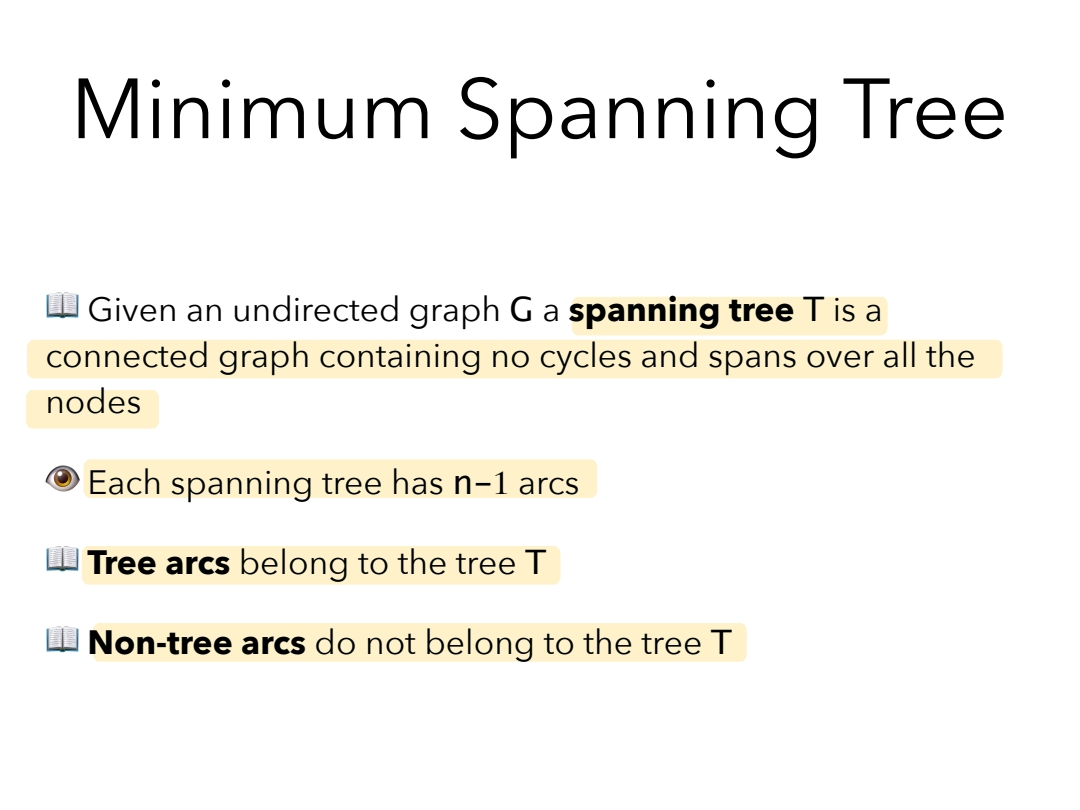 Minimum Spanning Tree
📖 Given an undirected graph G a spanning tree T is a
connected graph containing no cycles and spans over all the
nodes
👁 Each spanning tree has n−1 arcs
📖 Tree arcs belong to the tree T
📖 Non-tree arcs do not belong to the tree T